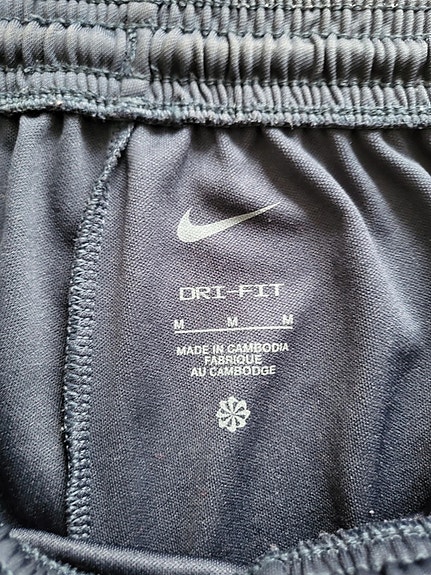 DRI-FIT
M M M
MADE IN CAMBODIA
FABRIQUE
AU CAMBODGE